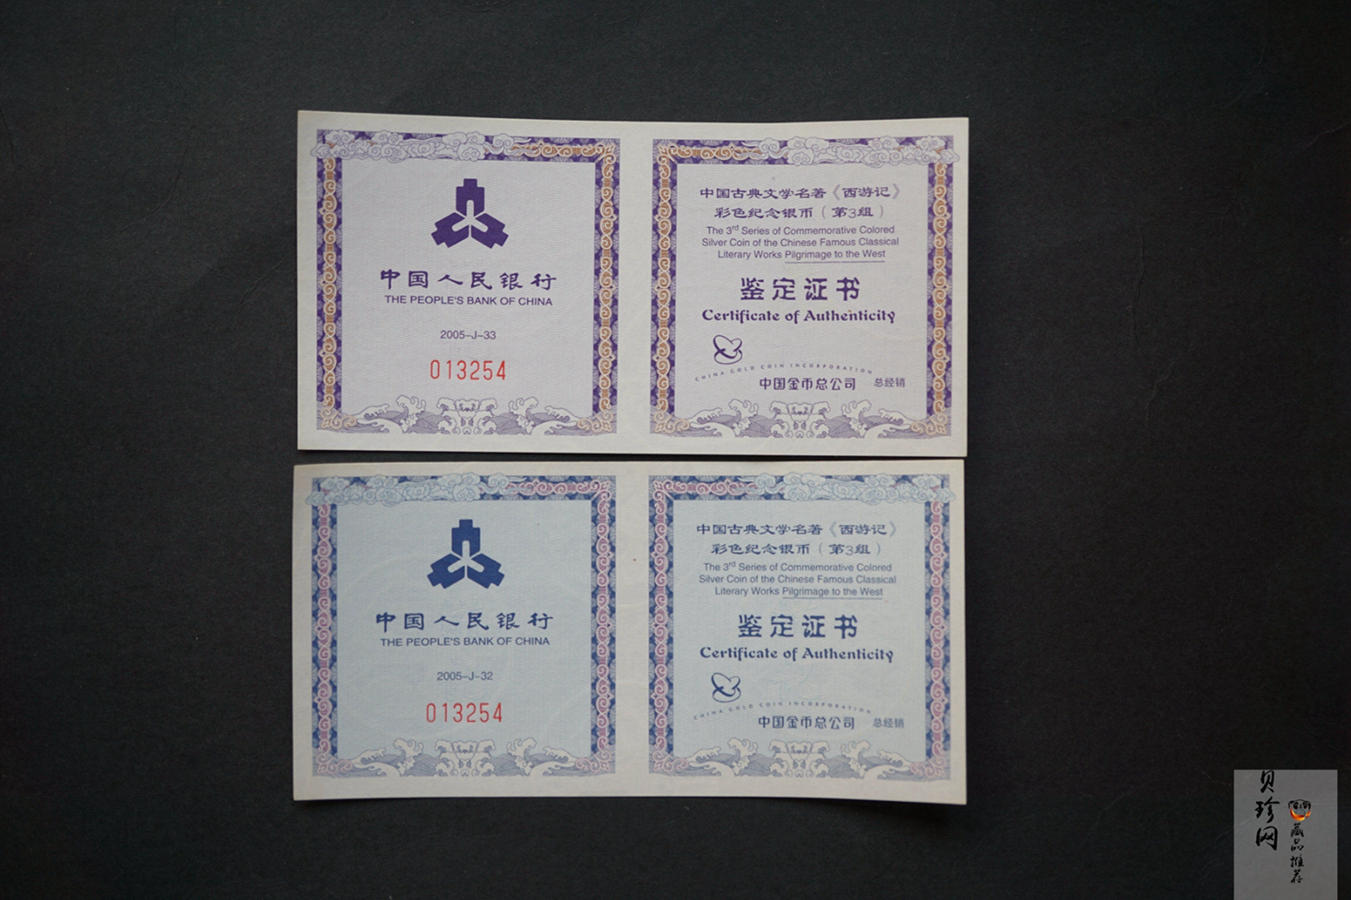 中国人民银行
THE PEOPLE'S BANK OF CHINA
2005-J-33
013254
中国古典文学名著《西游记》
彩色纪念银币（第3组）
The 3rd Series of Commemorative Colored
Silver Coin of the Chinese Famous Classical
Literary Works Pilgrimage to the West
鉴定证书
Certificate of Authenticity
CHINA GOLD COIN INCORPORATION
中国金币总公司 总经销
中国人民银行
THE PEOPLE'S BANK OF CHINA
2005-J-32
013254
中国古典文学名著《西游记》
彩色纪念银币（第3组）
The 3rd Series of Commemorative Colored
Silver Coin of the Chinese Famous Classical
Literary Works Pilgrimage to the West
鉴定证书
Certificate of Authenticity
CHINA GOLD COIN INCORPORATION
中国金币总公司 总经销
贝珍网
藏品推荐